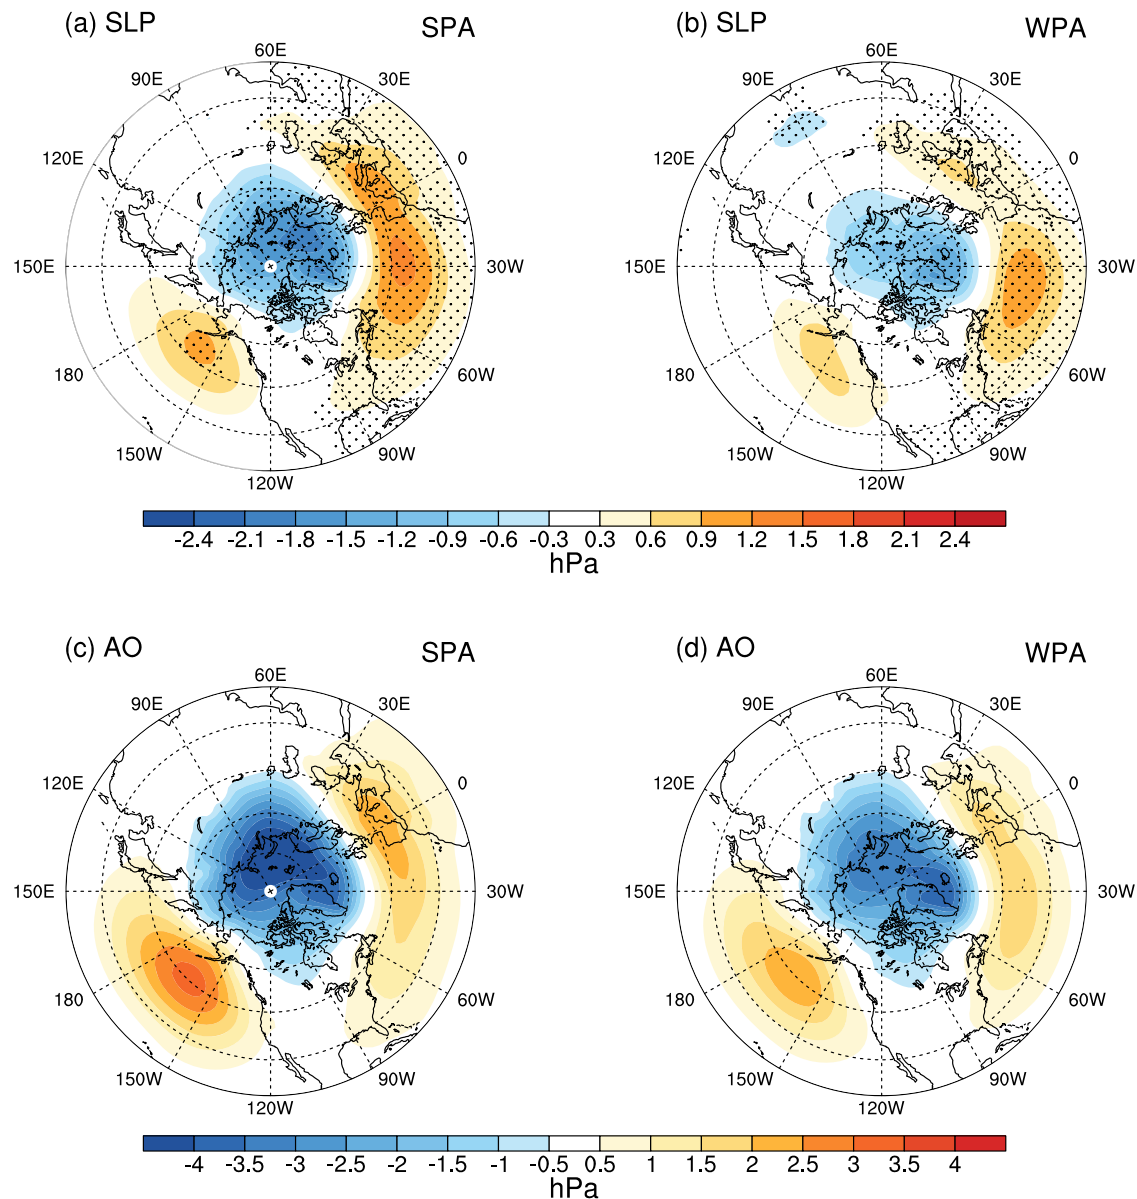 (a) SLP SPA (b) SLP WPA
60E 60E
90E 30E 90E 30E
120E 0 120E 0
150E 30W 150E 30W
180 60W 180 60W
150W 90W 150W 90W
120W 120W
-2.4 -2.1 -1.8 -1.5 -1.2 -0.9 -0.6 -0.3 0.3 0.6 0.9 1.2 1.5 1.8 2.1 2.4
hPa
(c) AO SPA (d) AO WPA
60E 60E
90E 30E 90E 30E
120E 0 120E 0
150E 30W 150E 30W
180 60W 180 60W
150W 90W 150W 90W
120W 120W
-4 -3.5 -3 -2.5 -2 -1.5 -1 -0.5 0.5 1 1.5 2 2.5 3 3.5 4
hPa